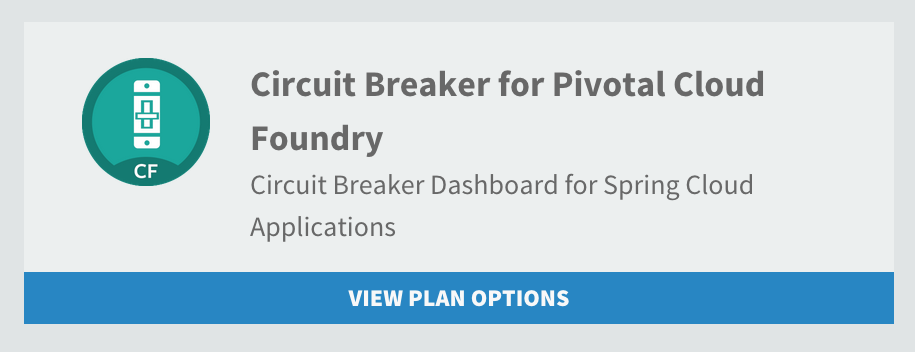 Circuit Breaker for Pivotal Cloud
Foundry
Circuit Breaker Dashboard for Spring Cloud
Applications
CF
VIEW PLAN OPTIONS